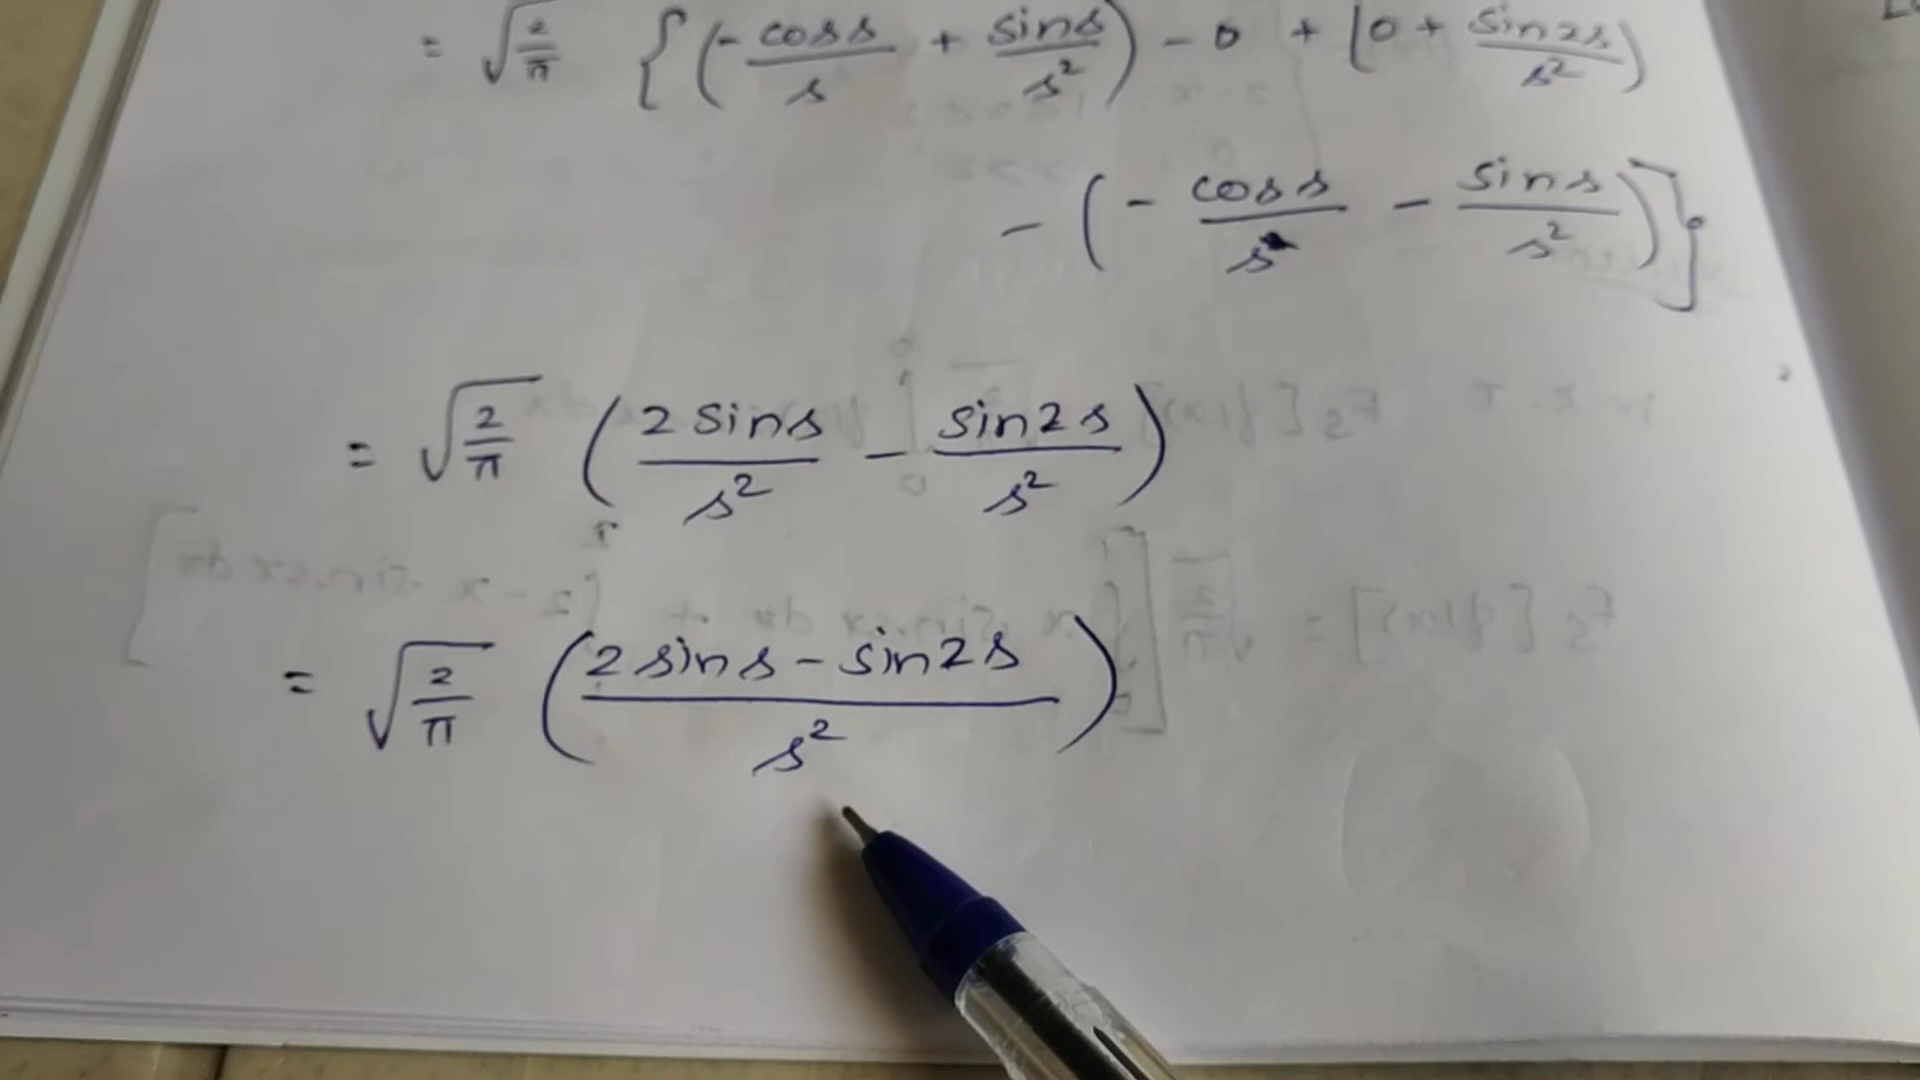 = √(2/π) { (- cos s / s + sin s / s²) - 0 + [0 + sin 2s / s²)
- (- cos s / s - sin s / s²) ] }
= √(2/π) ( 2 sin s / s² - sin 2s / s² )
= √(2/π) ( (2 sin s - sin 2s) / s² )